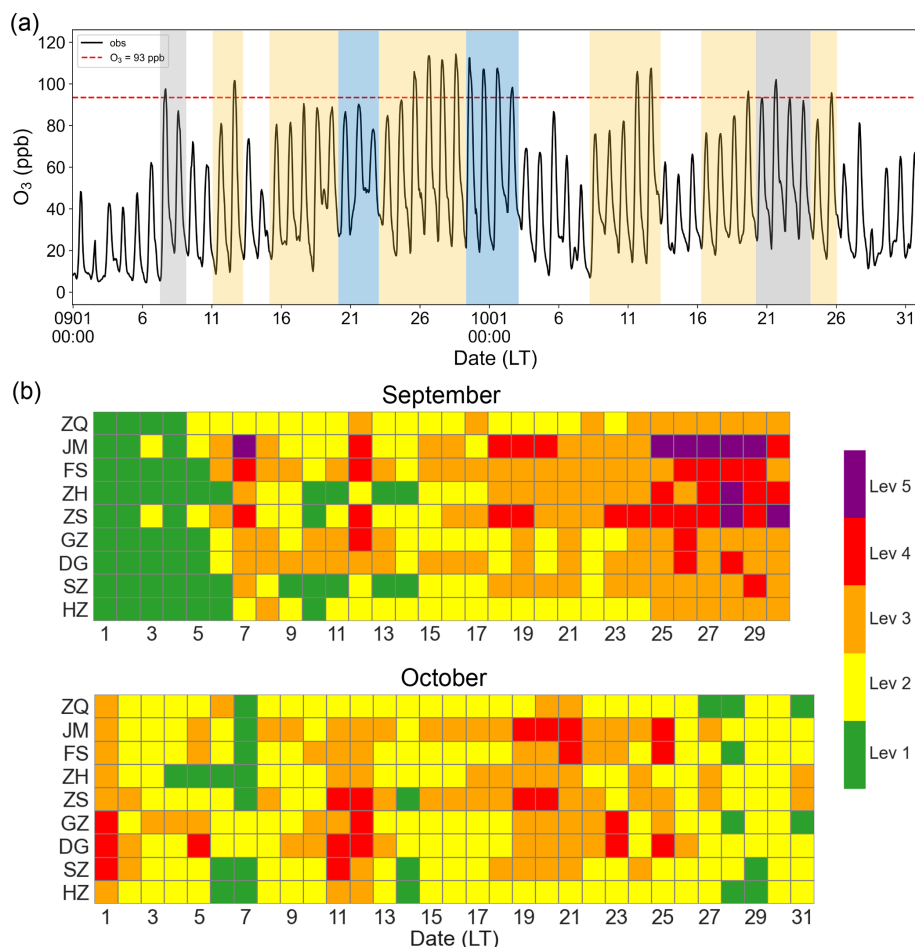 (a)
obs
O₃ = 93 ppb
O₃ (ppb)
120
100
80
60
40
20
0
0901 6 11 16 21 26 1001 6 11 16 21 26 31
00:00 00:00
Date (LT)
(b)
September
ZQ
JM
FS
ZH
ZS
GZ
DG
SZ
HZ
1 3 5 7 9 11 13 15 17 19 21 23 25 27 29
Lev 5
Lev 4
Lev 3
Lev 2
Lev 1
October
ZQ
JM
FS
ZH
ZS
GZ
DG
SZ
HZ
1 3 5 7 9 11 13 15 17 19 21 23 25 27 29 31
Date (LT)